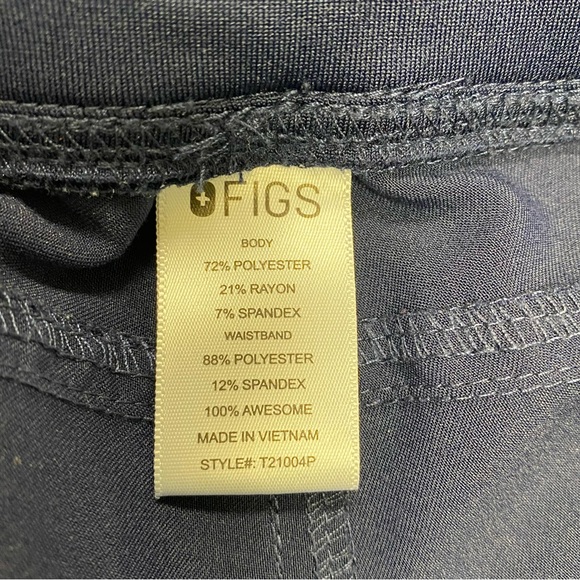 FIGS
BODY
72% POLYESTER
21% RAYON
7% SPANDEX
WAISTBAND
88% POLYESTER
12% SPANDEX
100% AWESOME
MADE IN VIETNAM
STYLE#: T21004P